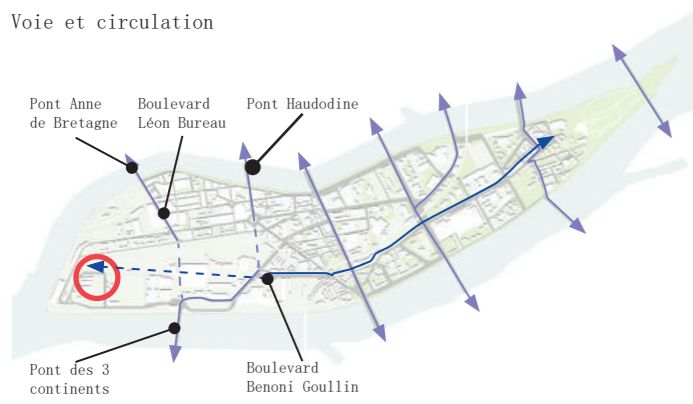 Voie et circulation
Pont Anne
de Bretagne
Boulevard
Léon Bureau
Pont Haudodine
Pont des 3
continents
Boulevard
Benoni Goullin